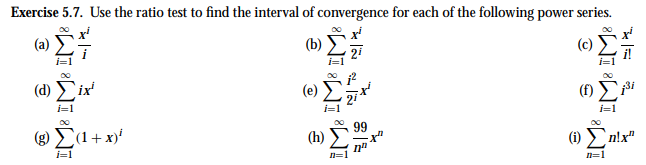 Exercise 5.7. Use the ratio test to find the interval of convergence for each of the following power series.
(a) $\sum_{i=1}^{\infty} \frac{x^i}{i}$ (b) $\sum_{i=1}^{\infty} \frac{x^i}{2^i}$ (c) $\sum_{i=1}^{\infty} \frac{x^i}{i!}$
(d) $\sum_{i=1}^{\infty} ix^i$ (e) $\sum_{i=1}^{\infty} \frac{i^2}{2^i} x^i$ (f) $\sum_{i=1}^{\infty} i^{3i}$
(g) $\sum_{i=1}^{\infty} (1+x)^i$ (h) $\sum_{n=1}^{\infty} \frac{99}{n^n} x^n$ (i) $\sum_{n=1}^{\infty} n! x^n$